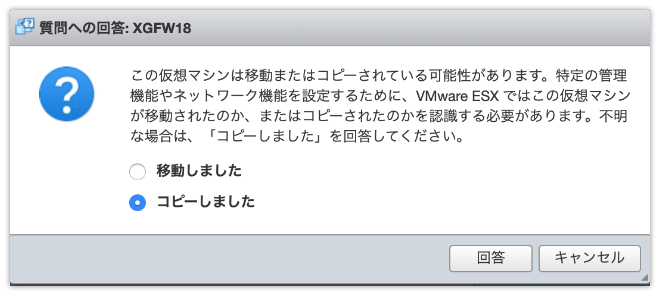 質問への回答: XGFW18
この仮想マシンは移動またはコピーされている可能性があります。特定の管理
機能やネットワーク機能を設定するために、VMware ESX ではこの仮想マシン
が移動されたのか、またはコピーされたのかを認識する必要があります。不明
な場合は、「コピーしました」を回答してください。
移動しました
コピーしました
回答 キャンセル